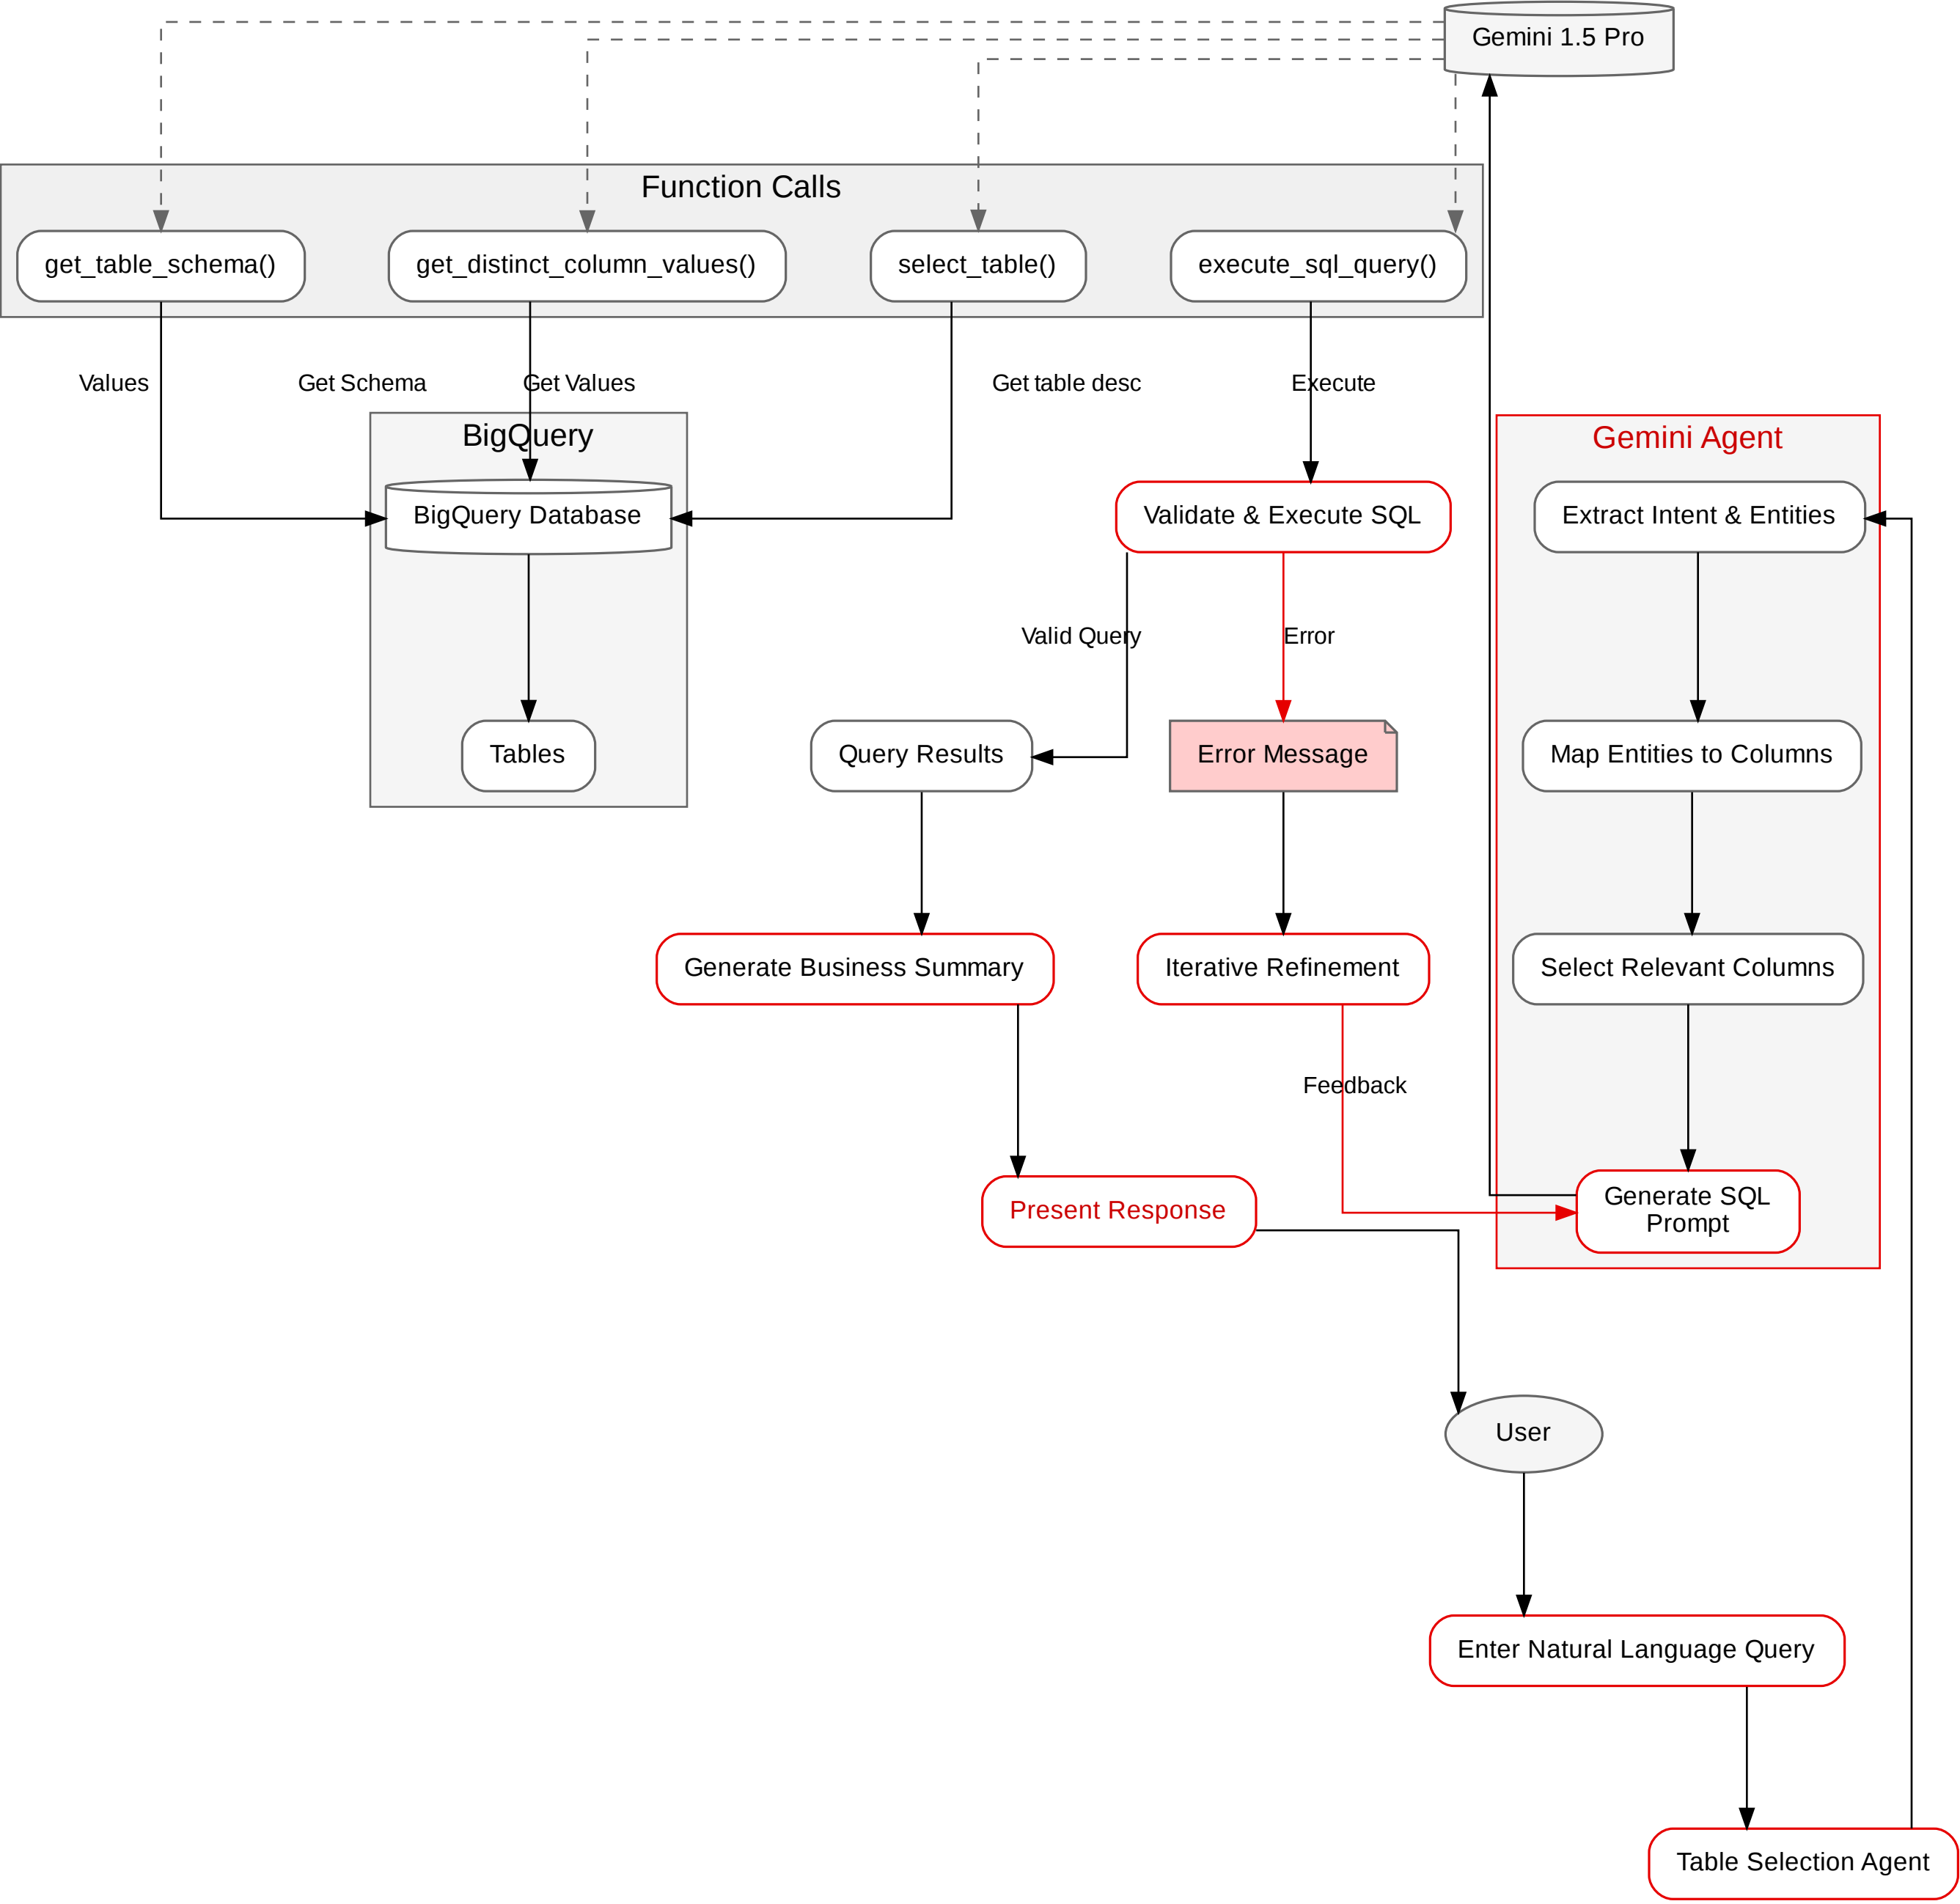 Gemini 1.5 Pro
Function Calls
get_table_schema()
get_distinct_column_values()
select_table()
execute_sql_query()
Values
Get Schema
Get Values
Get table desc
Execute
BigQuery
Gemini Agent
BigQuery Database
Validate & Execute SQL
Extract Intent & Entities
Valid Query
Error
Tables
Query Results
Error Message
Map Entities to Columns
Generate Business Summary
Iterative Refinement
Select Relevant Columns
Feedback
Present Response
Generate SQL
Prompt
User
Enter Natural Language Query
Table Selection Agent